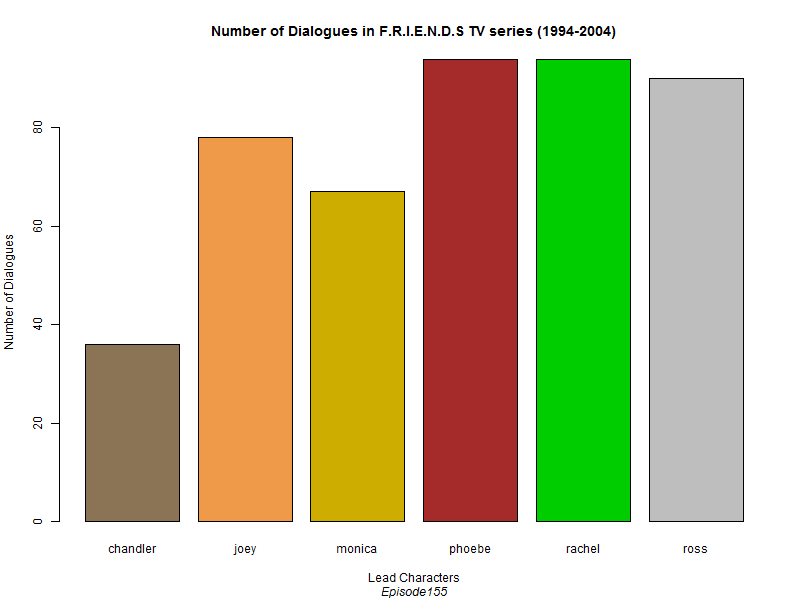 Number of Dialogues in F.R.I.E.N.D.S TV series (1994-2004)
Number of Dialogues
80
60
40
20
0
chandler joey monica phoebe rachel ross
Lead Characters
Episode155